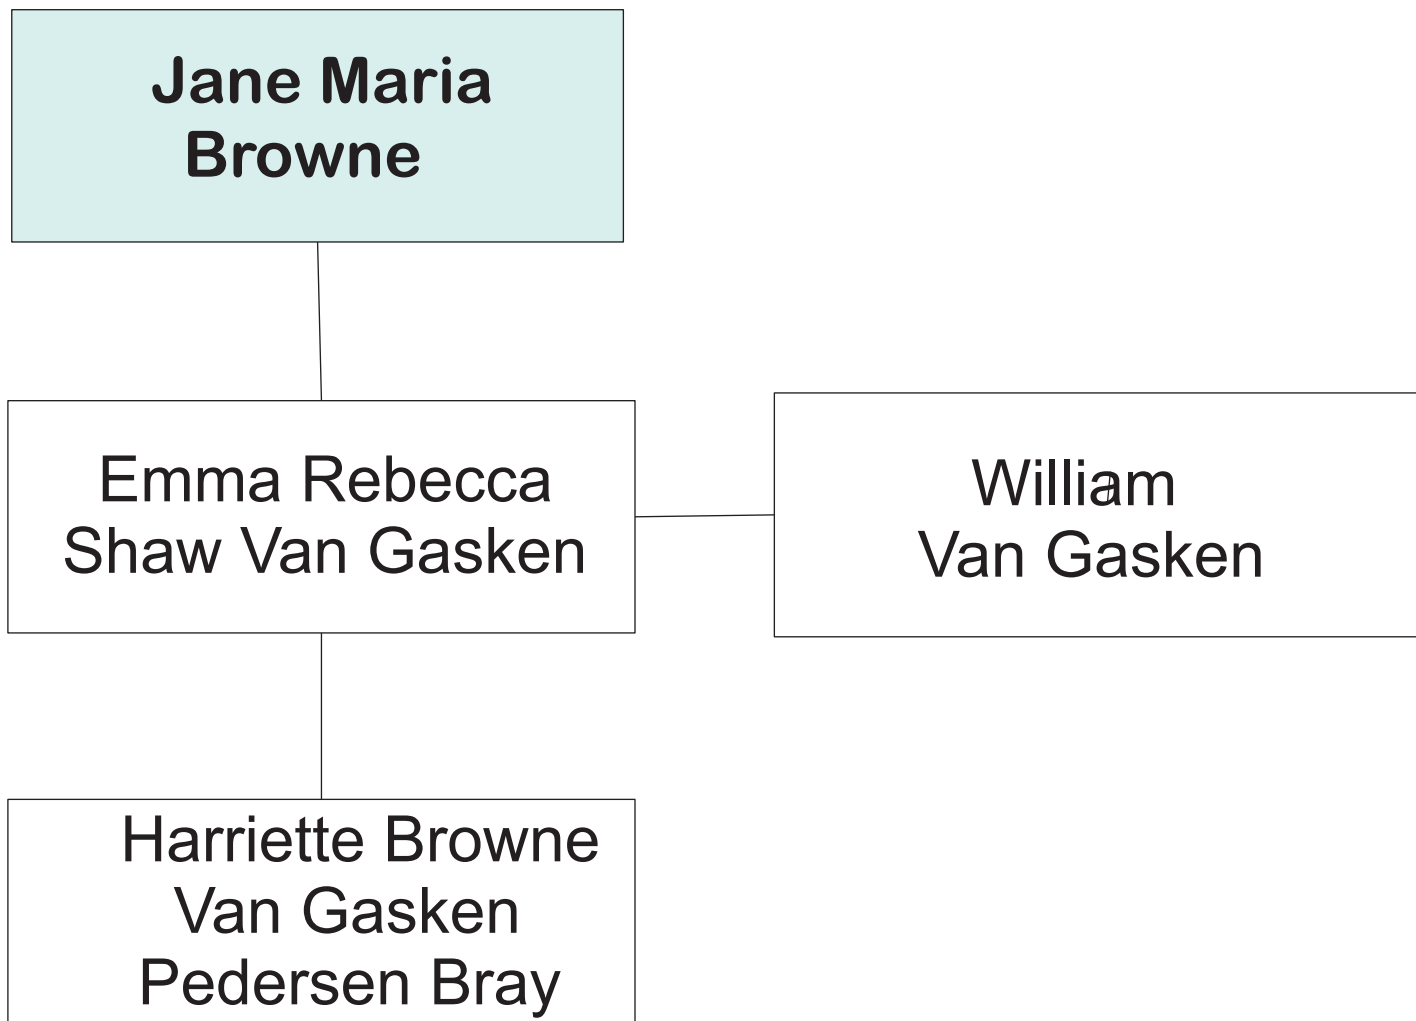 Jane Maria
Browne
Emma Rebecca
Shaw Van Gasken
William
Van Gasken
Harriette Browne
Van Gasken
Pedersen Bray